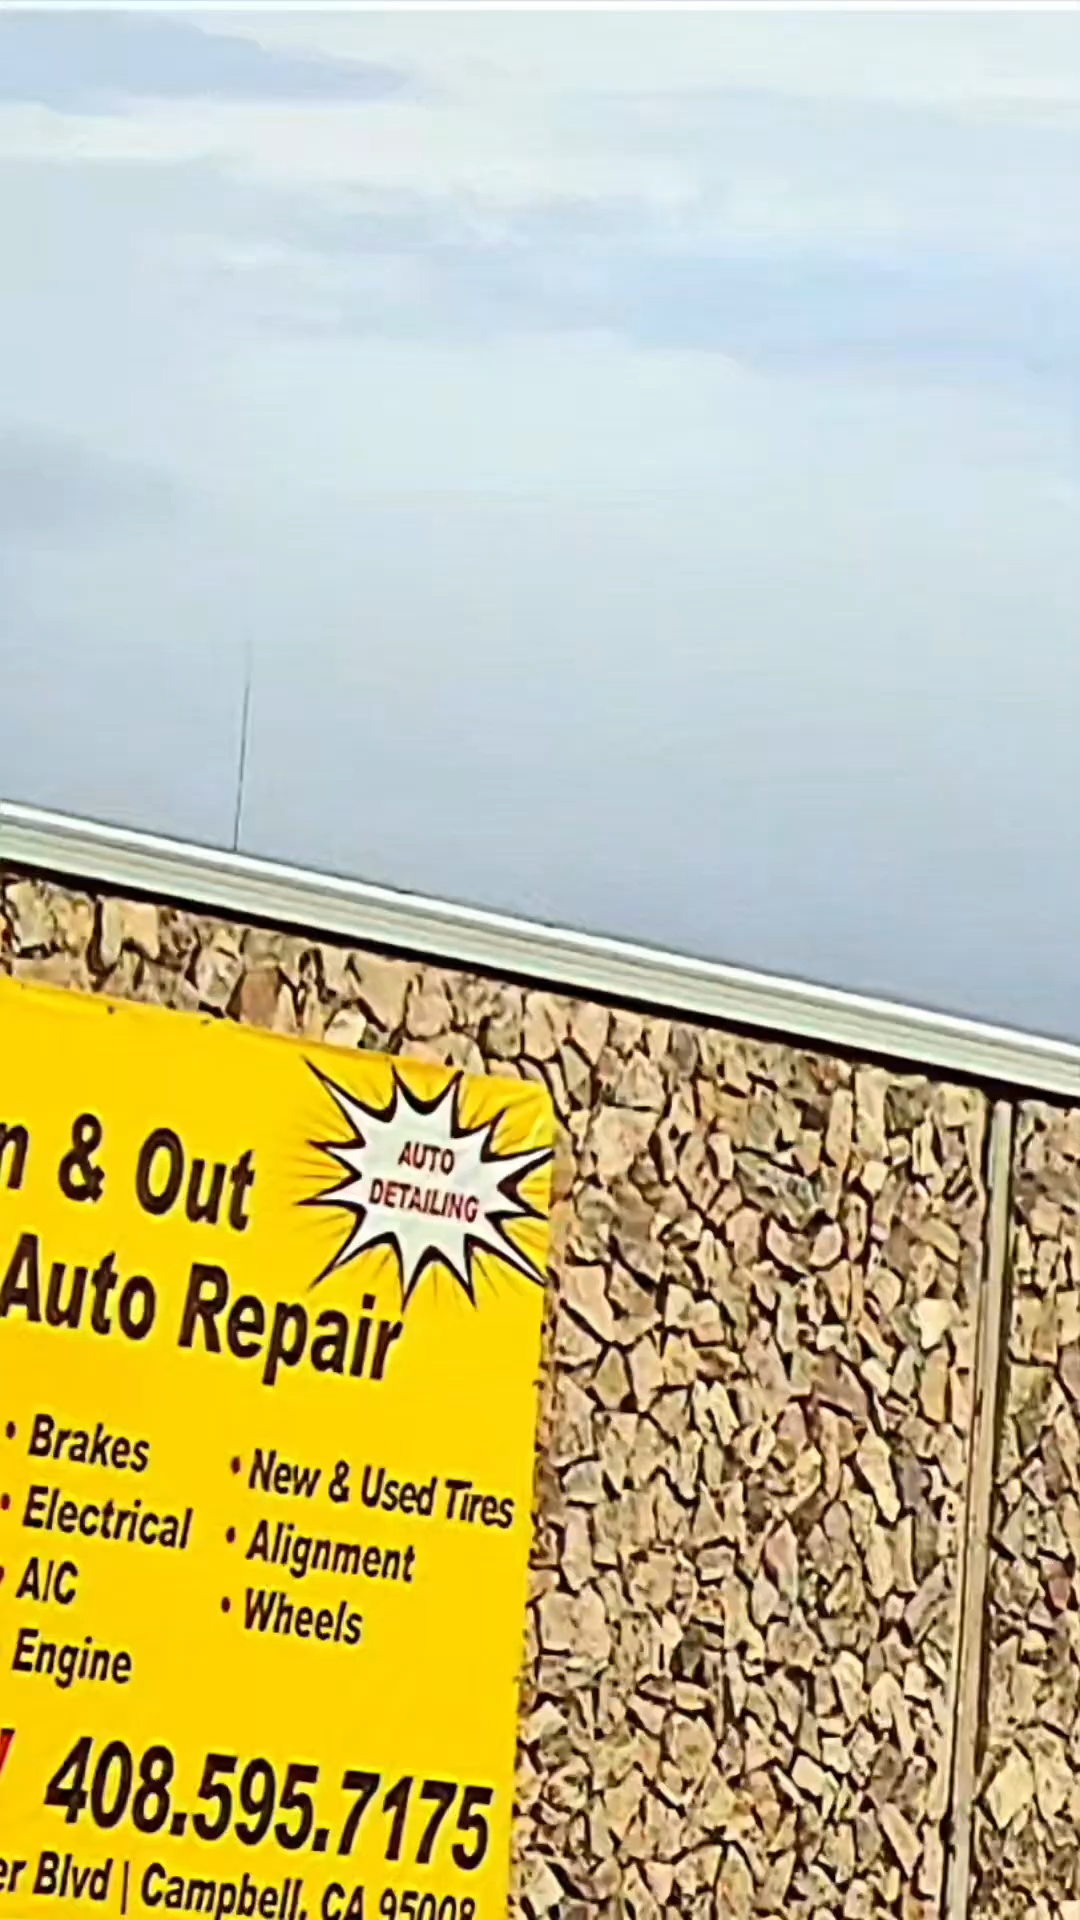 AUTO
DETAILING
n & Out
Auto Repair
• Brakes
• Electrical
• A/C
Engine
• New & Used Tires
• Alignment
• Wheels
408.595.7175
er Blvd | Campbell, CA 95008